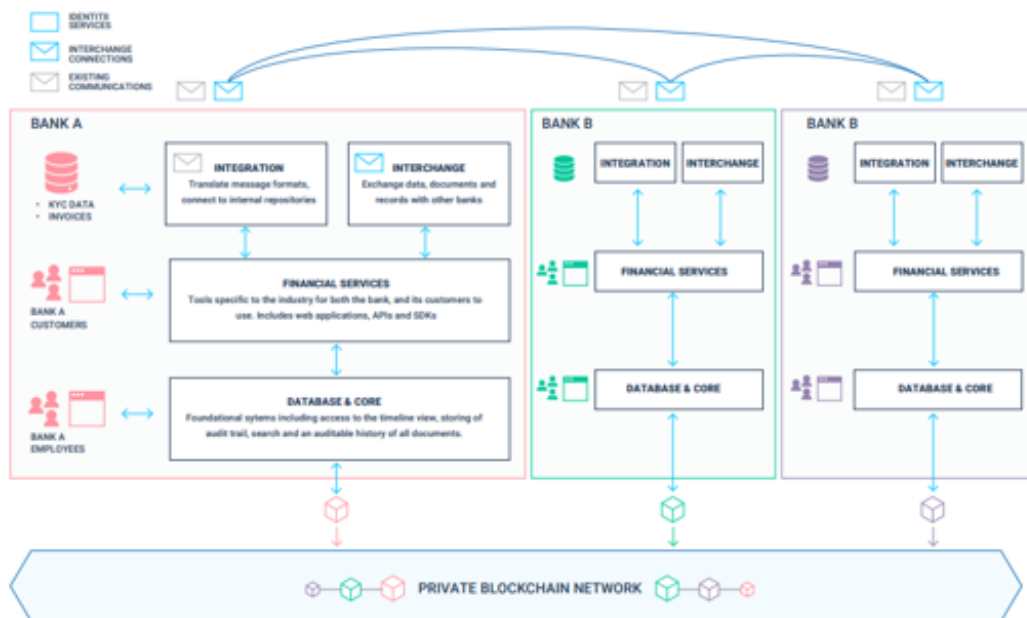 IDENTITII
SERVICES
INTERCHANGE
CONNECTIONS
EXISTING
COMMUNICATIONS
BANK A
KYC DATA
INVOICES
INTEGRATION
Translate message formats,
connect to internal repositories
INTERCHANGE
Exchange data, documents and
records with other banks
BANK A
CUSTOMERS
FINANCIAL SERVICES
Tools specific to the industry for both the bank, and its customers to
use. Includes web applications, APIs and SDKs
BANK A
EMPLOYEES
DATABASE & CORE
Foundational sytems including access to the timeline view, storing of
audit trail, search and an auditable history of all documents.
BANK B
INTEGRATION
INTERCHANGE
FINANCIAL SERVICES
DATABASE & CORE
BANK B
INTEGRATION
INTERCHANGE
FINANCIAL SERVICES
DATABASE & CORE
PRIVATE BLOCKCHAIN NETWORK